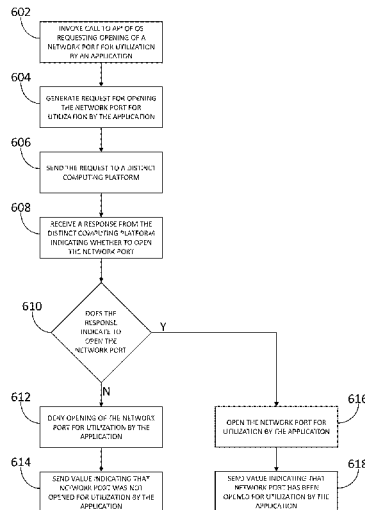 602
INVOKE CALL TO API OF OS
REQUESTING OPENING OF A
NETWORK PORT FOR UTILIZATION
BY AN APPLICATION
604
GENERATE REQUEST FOR OPENING
THE NETWORK PORT FOR
UTILIZATION BY THE APPLICATION
606
SEND THE REQUEST TO A DISTINCT
COMPUTING PLATFORM
608
RECEIVE A RESPONSE FROM THE
DISTINCT COMPUTING PLATFORM
INDICATING WHETHER TO OPEN
THE NETWORK PORT
610
DOES THE
RESPONSE
INDICATE TO
OPEN THE
NETWORK PORT
Y
N
612
DENY OPENING OF THE NETWORK
PORT FOR UTILIZATION BY THE
APPLICATION
616
OPEN THE NETWORK PORT FOR
UTILIZATION BY THE APPLICATION
614
SEND VALUE INDICATING THAT
NETWORK PORT WAS NOT
OPENED FOR UTILIZATION BY THE
APPLICATION
618
SEND VALUE INDICATING THAT
NETWORK PORT HAS BEEN
OPENED FOR UTILIZATION BY THE
APPLICATION